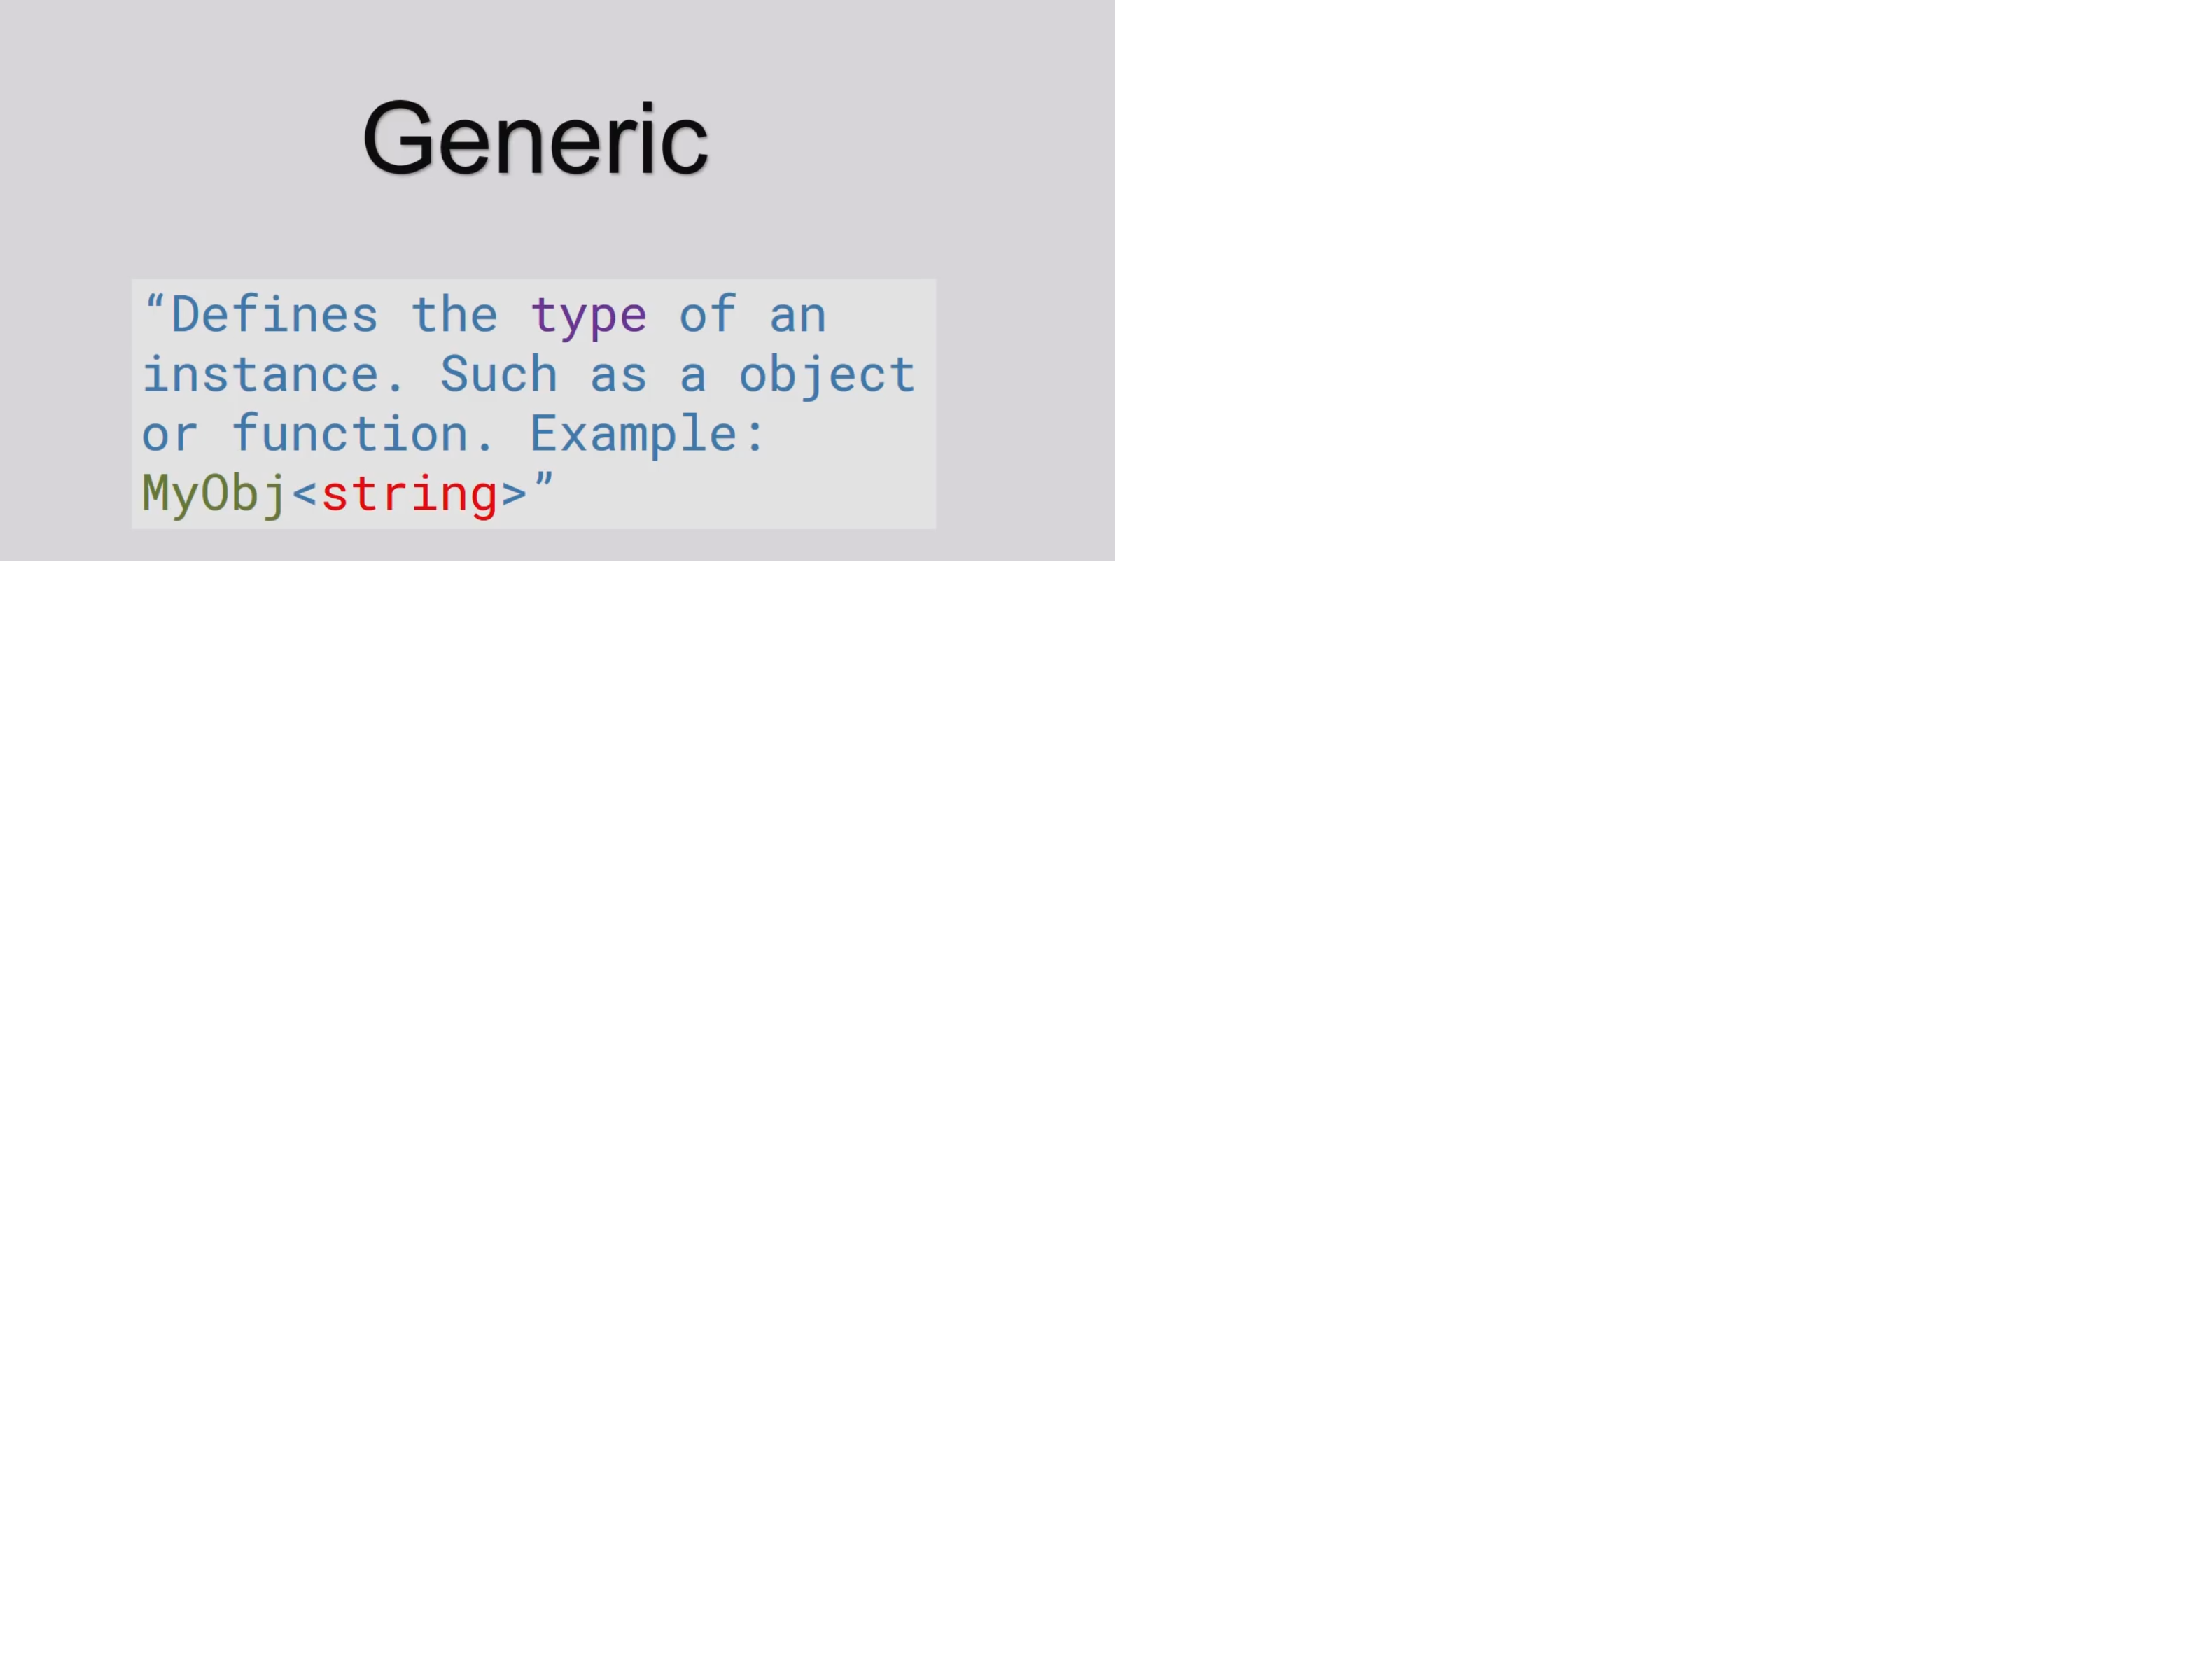 Generic
“Defines the type of an
instance. Such as a object
or function. Example:
MyObj<string>”